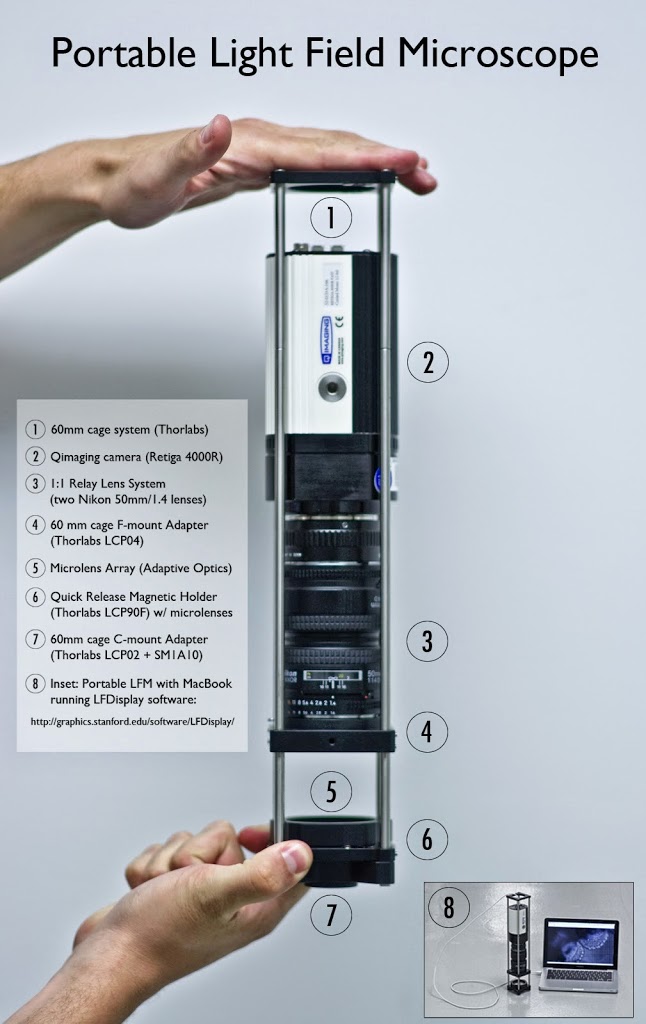 Portable Light Field Microscope
1
QIMAGING
CE
2
1 60mm cage system (Thorlabs)
2 Qimaging camera (Retiga 4000R)
3 1:1 Relay Lens System
(two Nikon 50mm/1.4 lenses)
4 60 mm cage F-mount Adapter
(Thorlabs LCP04)
5 Microlens Array (Adaptive Optics)
6 Quick Release Magnetic Holder
(Thorlabs LCP90F) w/ microlenses
7 60mm cage C-mount Adapter
(Thorlabs LCP02 + SM1A10)
8 Inset: Portable LFM with MacBook
running LFDisplay software:
http://graphics.stanford.edu/software/LFDisplay/
3
4
5
6
7
8